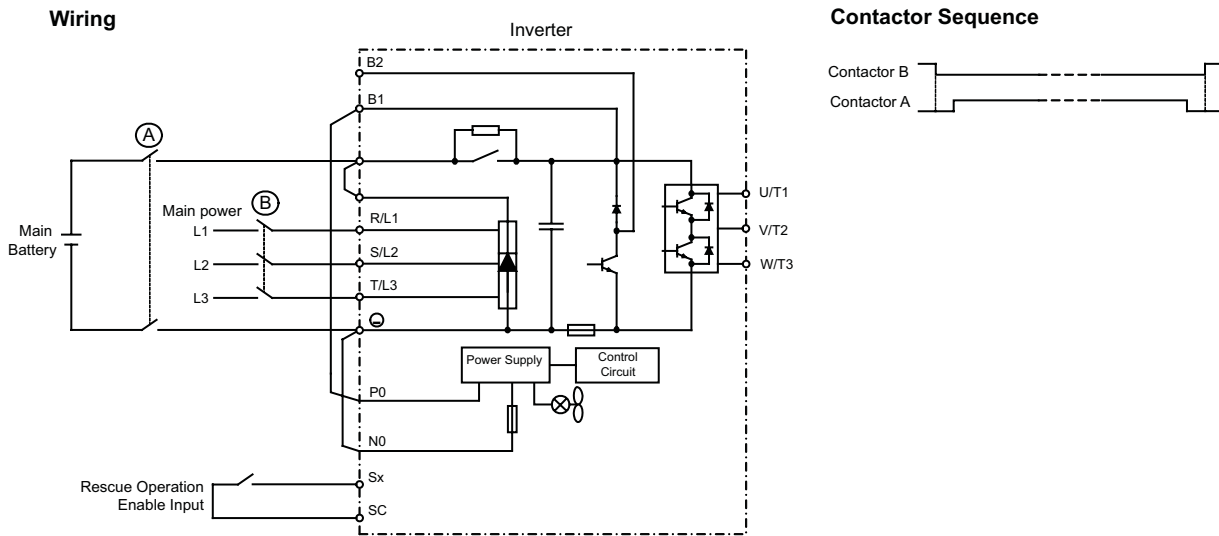 Wiring
Contactor Sequence
Inverter
B2
B1
A
Contactor B
Contactor A
Main power
B
Main
Battery
L1
L2
L3
R/L1
S/L2
T/L3
U/T1
V/T2
W/T3
Power Supply
Control
Circuit
P0
N0
Rescue Operation
Enable Input
Sx
SC